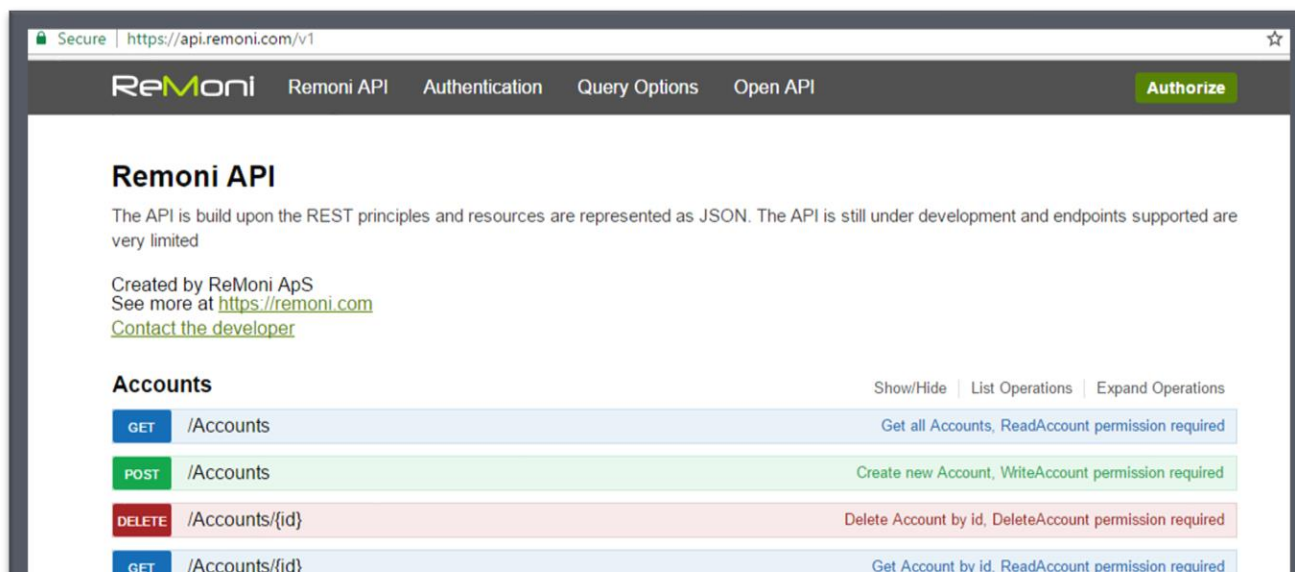 Secure | https://api.remoni.com/v1
ReMoni Remoni API Authentication Query Options Open API Authorize
Remoni API
The API is build upon the REST principles and resources are represented as JSON. The API is still under development and endpoints supported are
very limited
Created by ReMoni ApS
See more at https://remoni.com
Contact the developer
Accounts Show/Hide | List Operations | Expand Operations
GET /Accounts Get all Accounts, ReadAccount permission required
POST /Accounts Create new Account, WriteAccount permission required
DELETE /Accounts/{id} Delete Account by id, DeleteAccount permission required
GET /Accounts/{id} Get Account by id, ReadAccount permission required